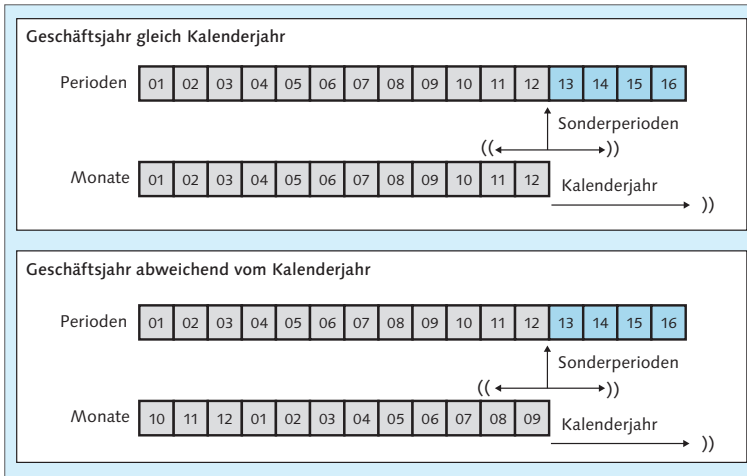 Geschäftsjahr gleich Kalenderjahr
Perioden 01 02 03 04 05 06 07 08 09 10 11 12 13 14 15 16
Sonderperioden
(( ))
Monate 01 02 03 04 05 06 07 08 09 10 11 12
Kalenderjahr
))
Geschäftsjahr abweichend vom Kalenderjahr
Perioden 01 02 03 04 05 06 07 08 09 10 11 12 13 14 15 16
Sonderperioden
(( ))
Monate 10 11 12 01 02 03 04 05 06 07 08 09
Kalenderjahr
))